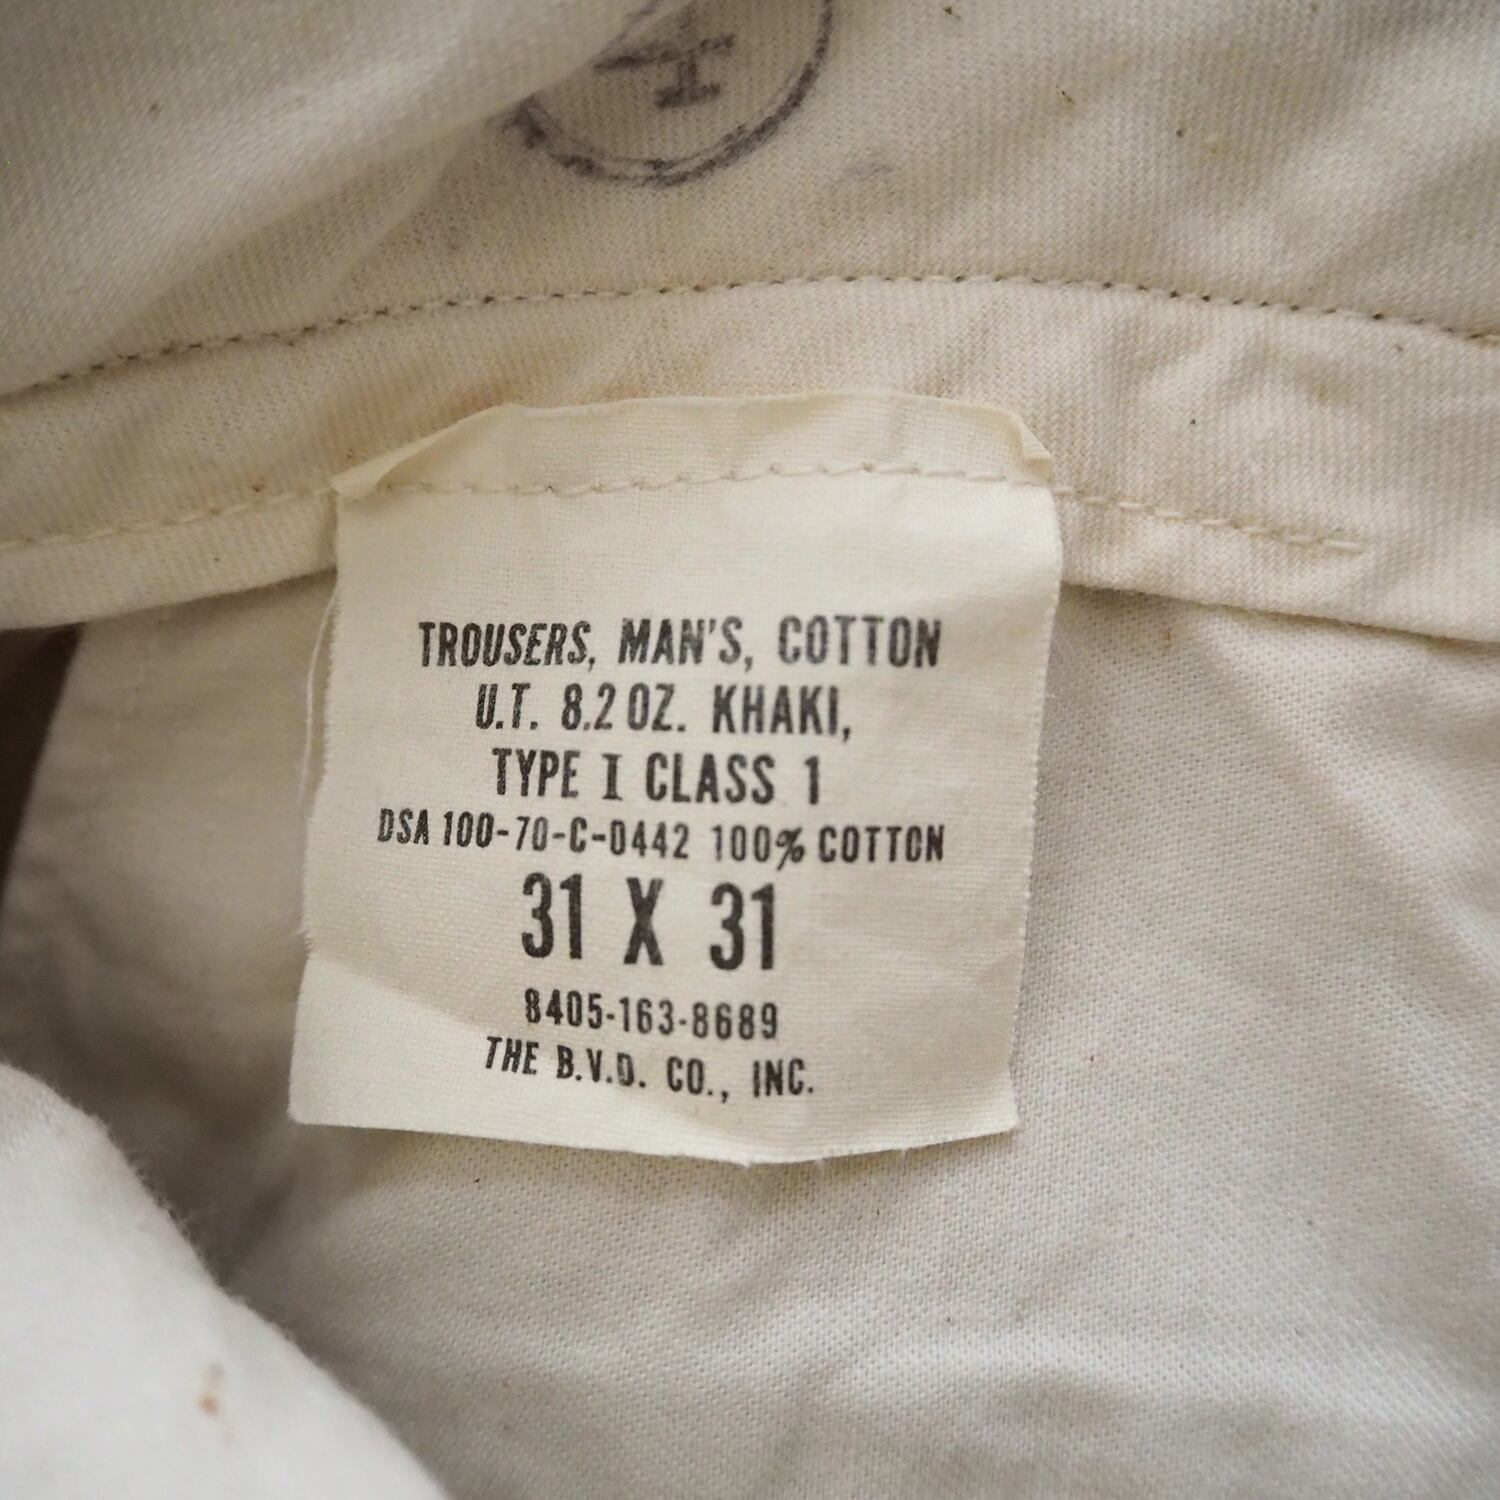 TROUSERS, MAN'S, COTTON
U.T. 8.2 OZ. KHAKI,
TYPE I CLASS 1
DSA 100-70-C-0442 100% COTTON
31 X 31
8405-163-8689
THE B.V.D. CO., INC.